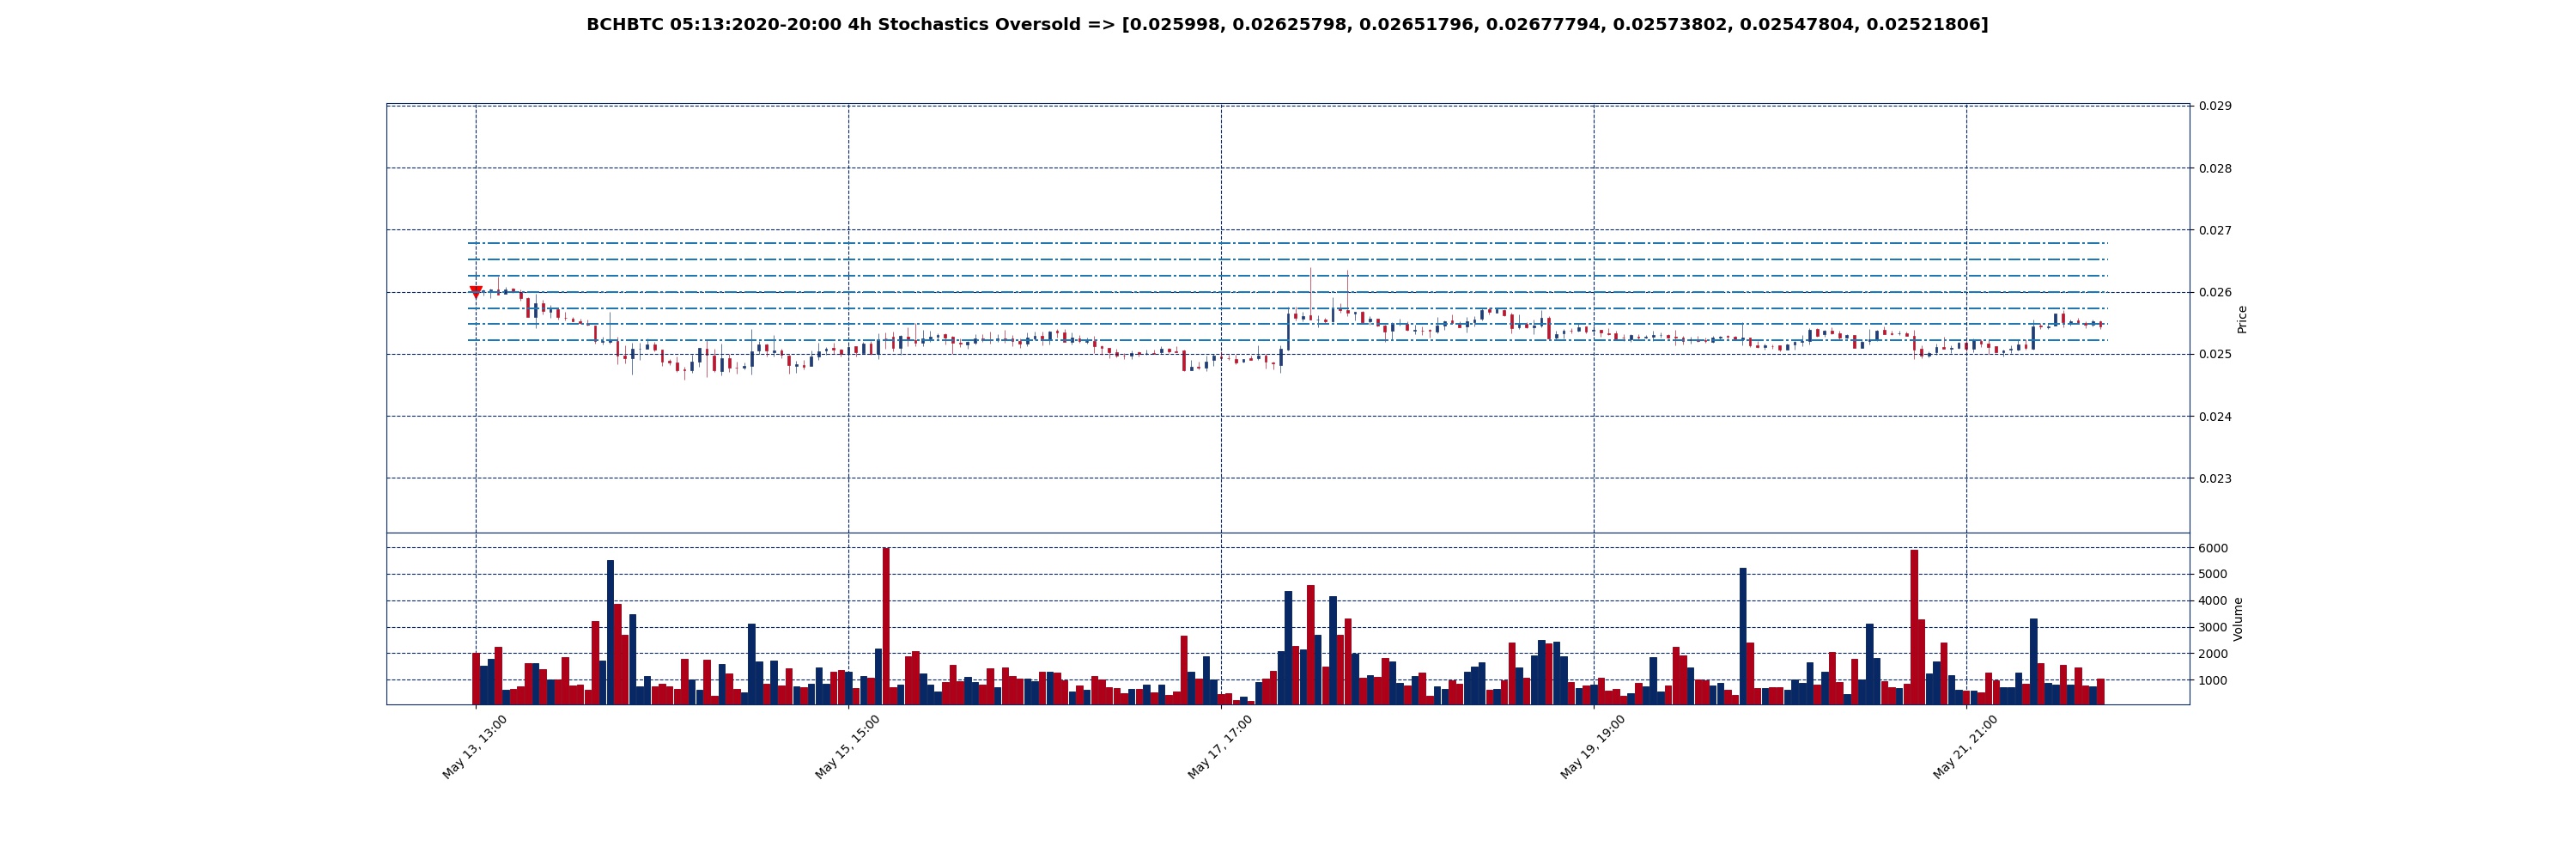 BCHBTC 05:13:2020-20:00 4h Stochastics Oversold => [0.025998, 0.02625798, 0.02651796, 0.02677794, 0.02573802, 0.02547804, 0.02521806]
0.029
0.028
0.027
0.026
0.025
0.024
0.023
Price
6000
5000
4000
3000
2000
1000
Volume
May 13, 13:00
May 15, 15:00
May 17, 17:00
May 19, 19:00
May 21, 21:00